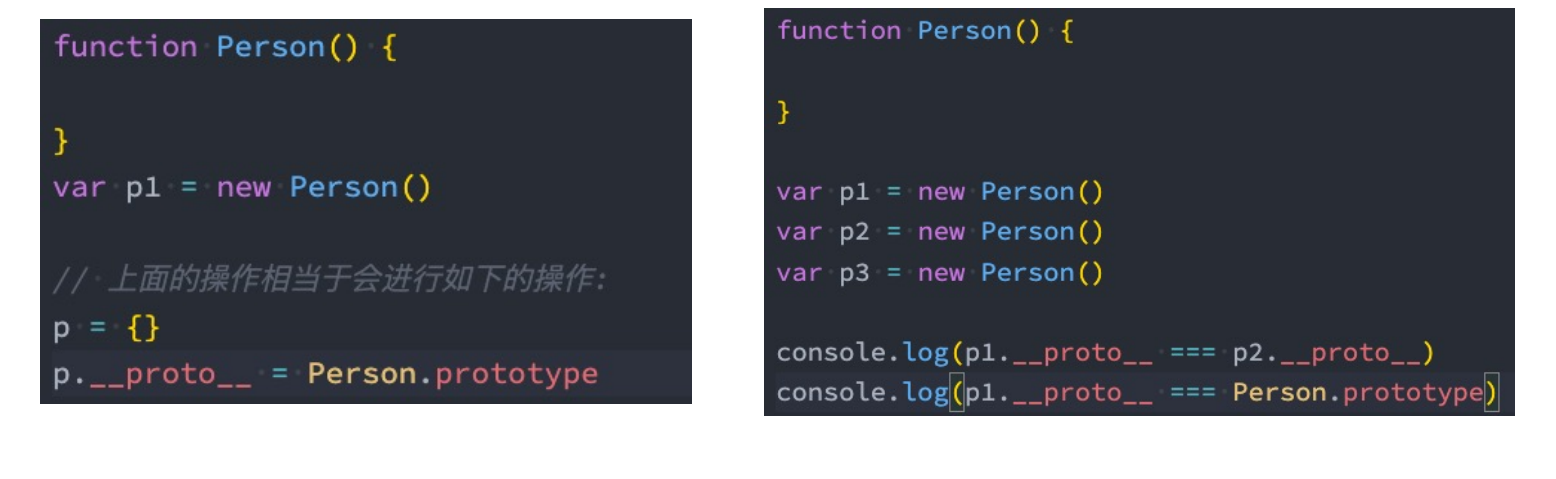 function Person() {
}
var p1 = new Person()
// 上面的操作相当于会进行如下的操作:
p = {}
p.__proto__ = Person.prototype
function Person() {
}
var p1 = new Person()
var p2 = new Person()
var p3 = new Person()
console.log(p1.__proto__ === p2.__proto__)
console.log(p1.__proto__ === Person.prototype)